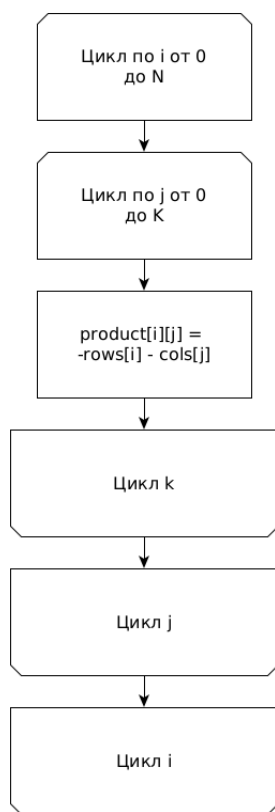 Цикл по i от 0
до N
Цикл по j от 0
до K
product[i][j] =
-rows[i] - cols[j]
Цикл k
Цикл j
Цикл i